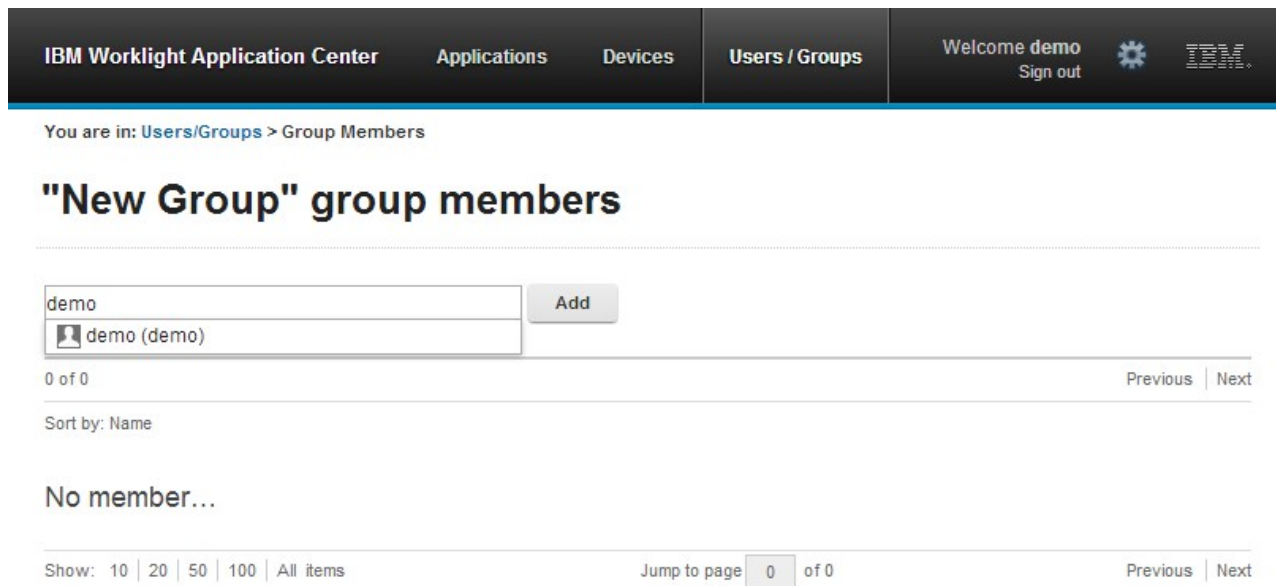 IBM Worklight Application Center Applications Devices Users / Groups Welcome demo IBM.
Sign out
You are in: Users/Groups > Group Members
"New Group" group members
demo Add
demo (demo)
0 of 0 Previous Next
Sort by: Name
No member...
Show: 10 20 50 100 All items Jump to page 0 of 0 Previous Next